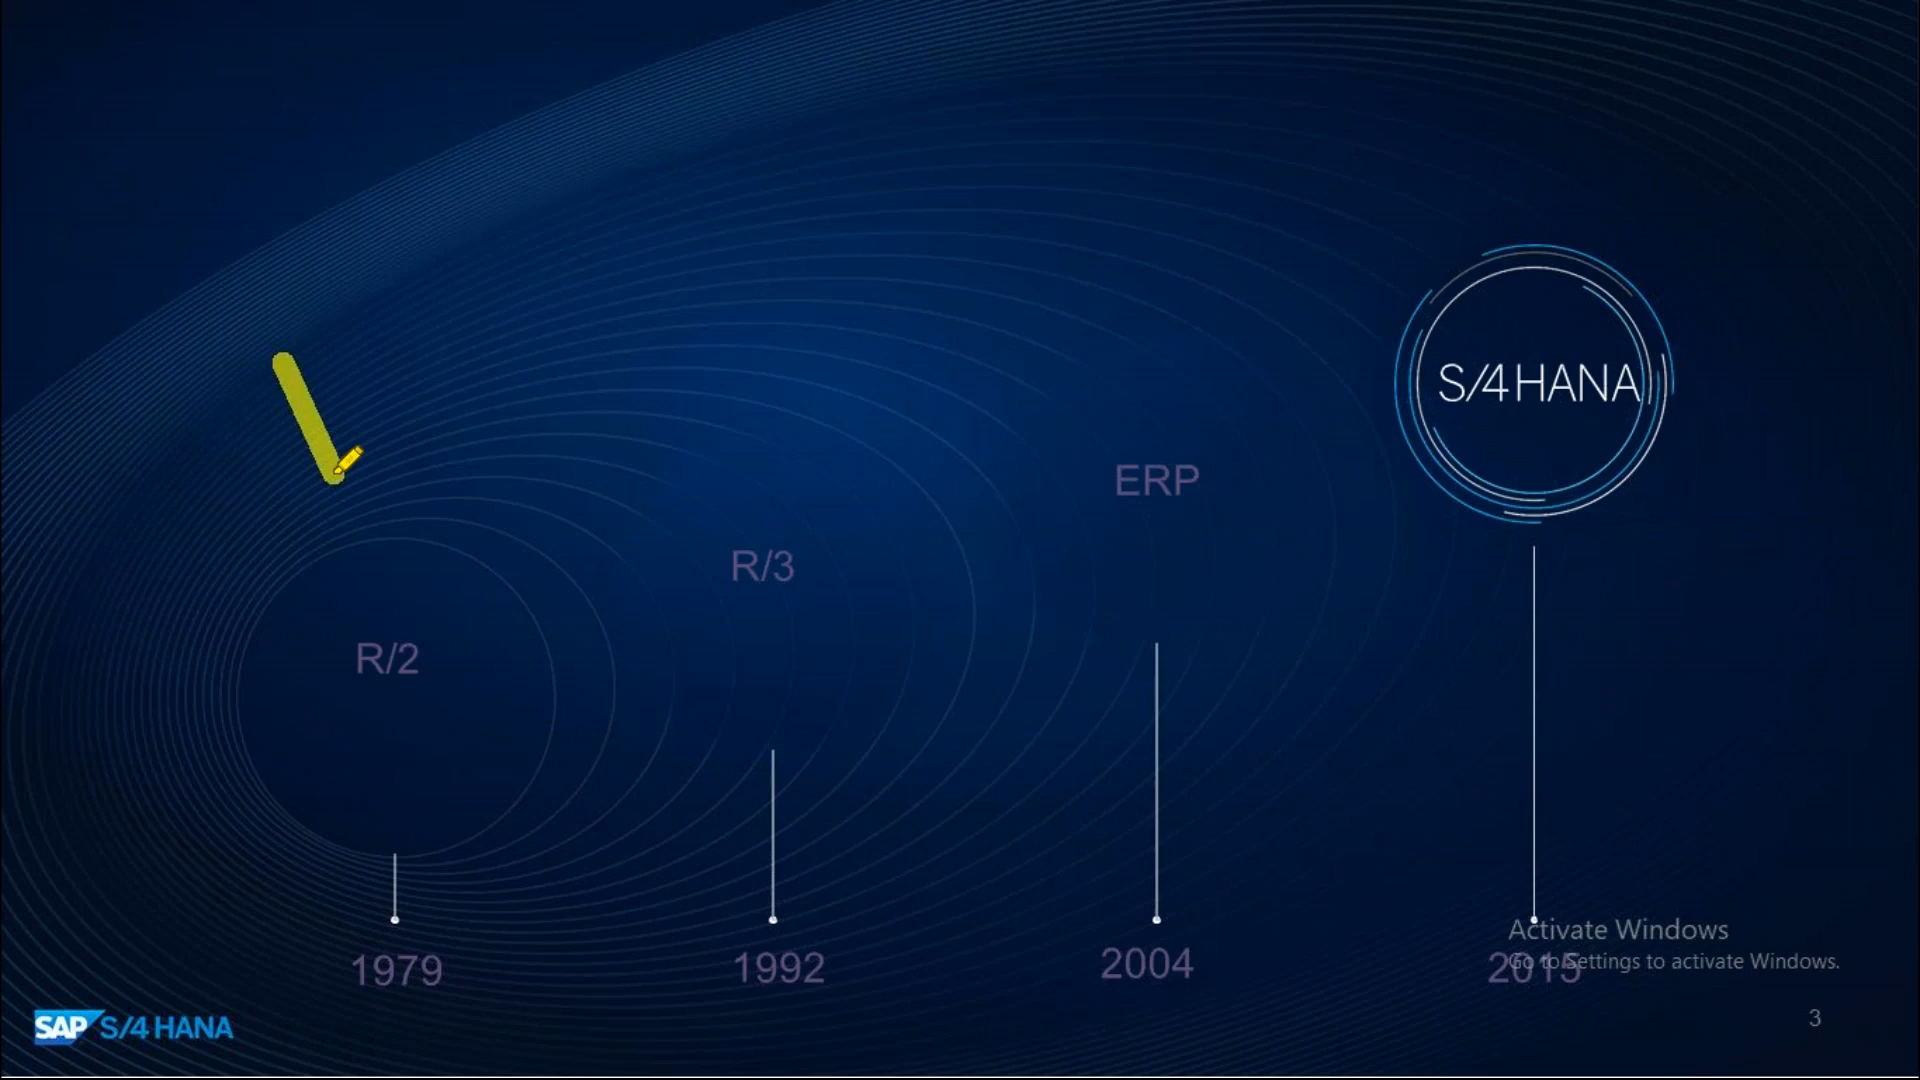 S/4HANA
ERP
R/3
R/2
1979
1992
2004
2015
Activate Windows
Go to Settings to activate Windows.
SAP S/4 HANA
3